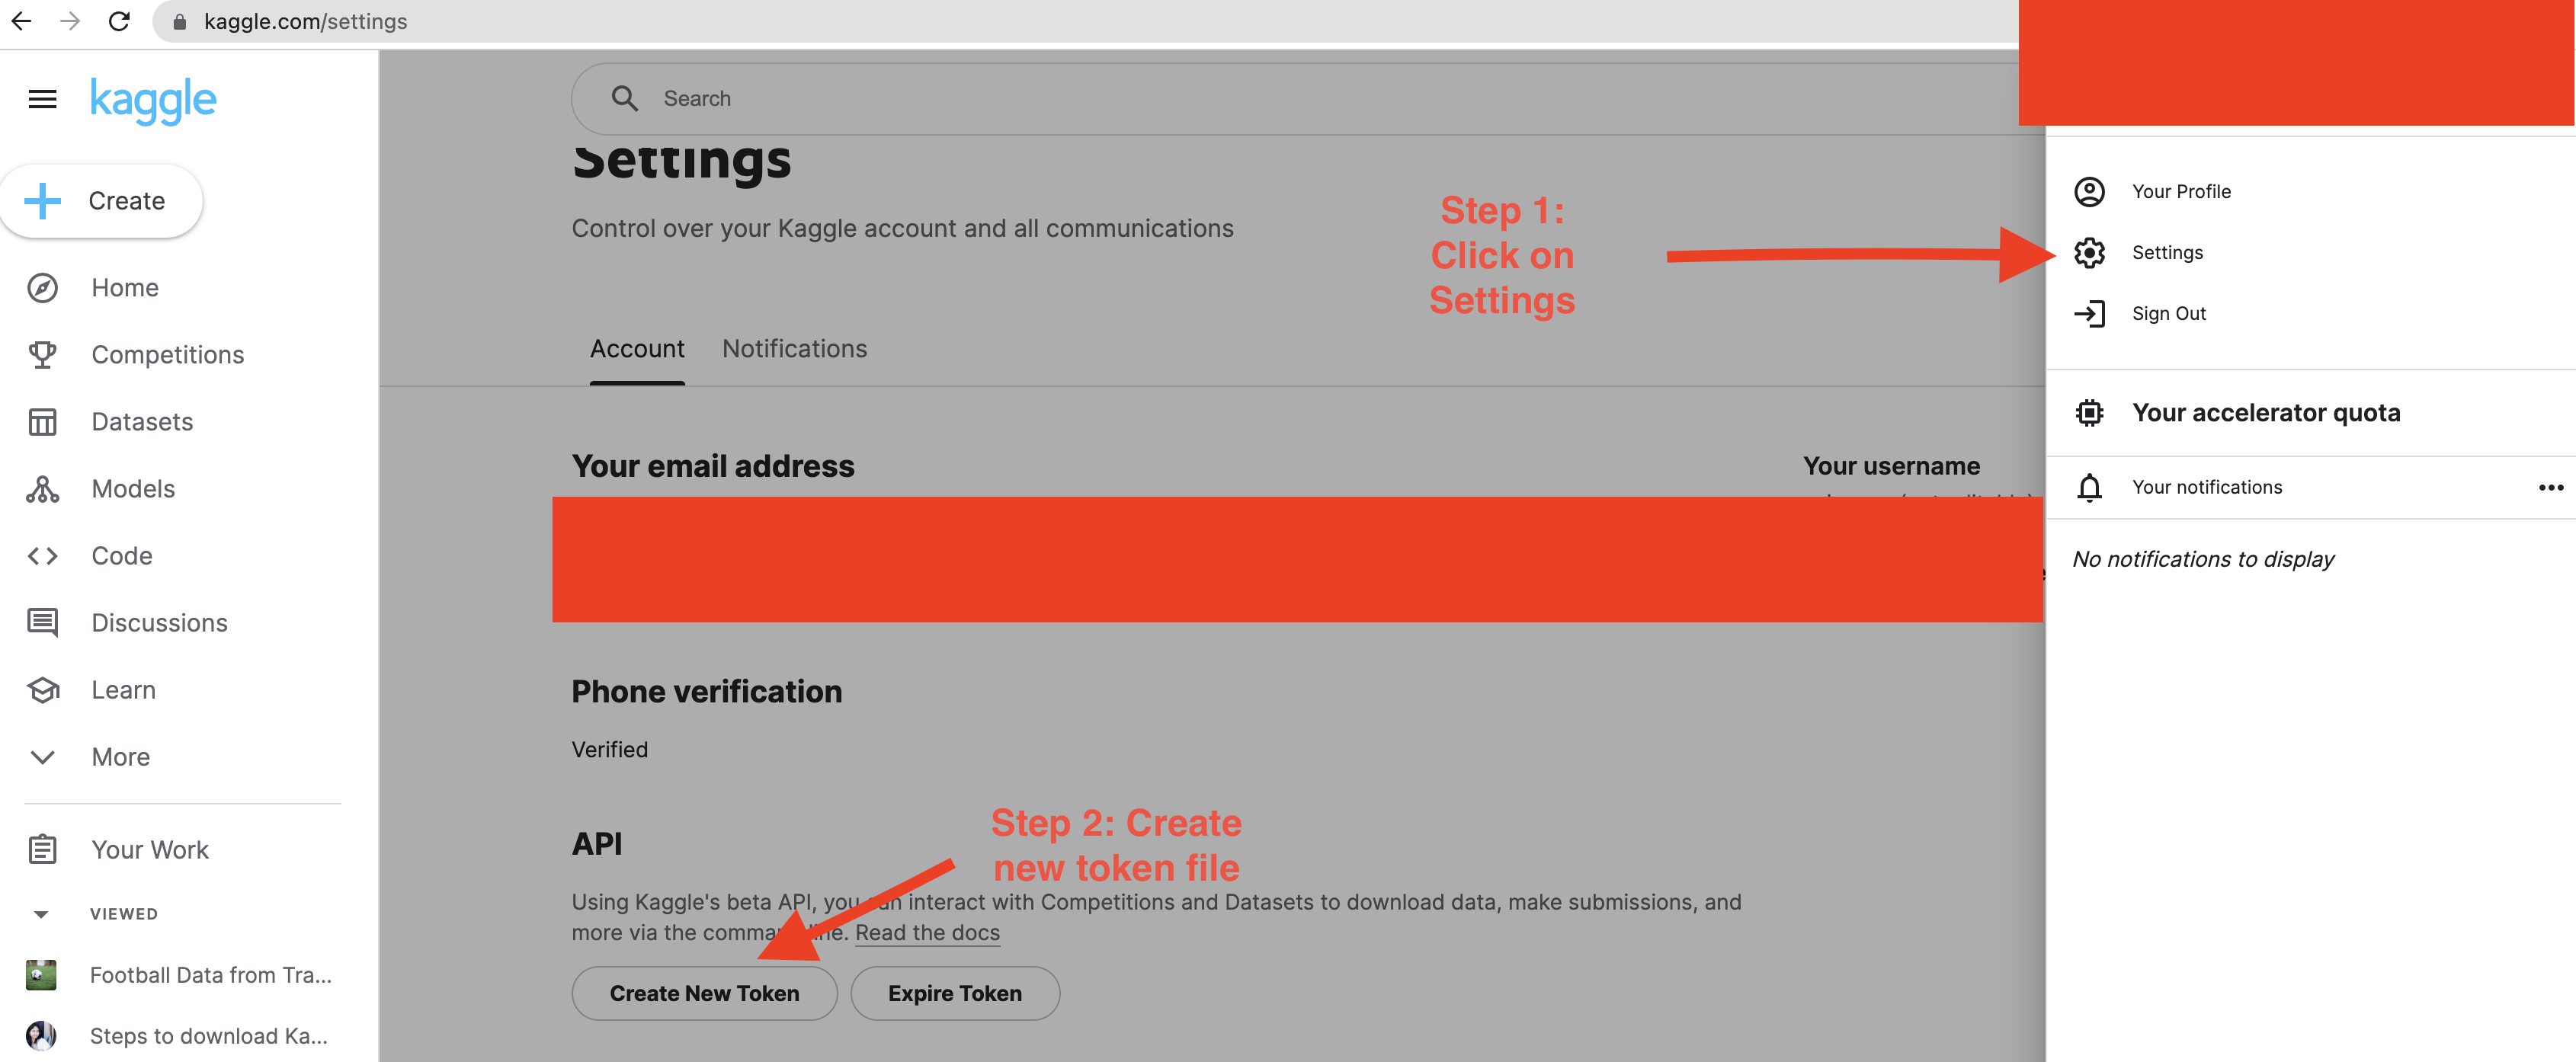 kaggle.com/settings
kaggle
Create
Home
Competitions
Datasets
Models
Code
Discussions
Learn
More
Your Work
VIEWED
Football Data from Tra...
Steps to download Ka...
Search
Settings
Control over your Kaggle account and all communications
Step 1:
Click on
Settings
Account Notifications
Your email address
Your username
Phone verification
Verified
Step 2: Create
new token file
API
Using Kaggle's beta API, you can interact with Competitions and Datasets to download data, make submissions, and
more via the command line. Read the docs
Create New Token Expire Token
Your Profile
Settings
Sign Out
Your accelerator quota
Your notifications
No notifications to display